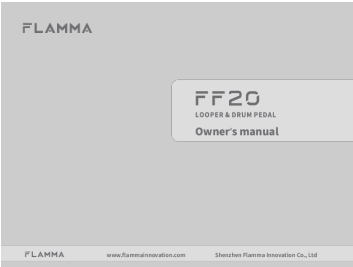 FLAMMA
FF20
LOOPER & DRUM PEDAL
Owner's manual
FLAMMA
www.flammainnovation.com
Shenzhen Flamma Innovation Co., Ltd